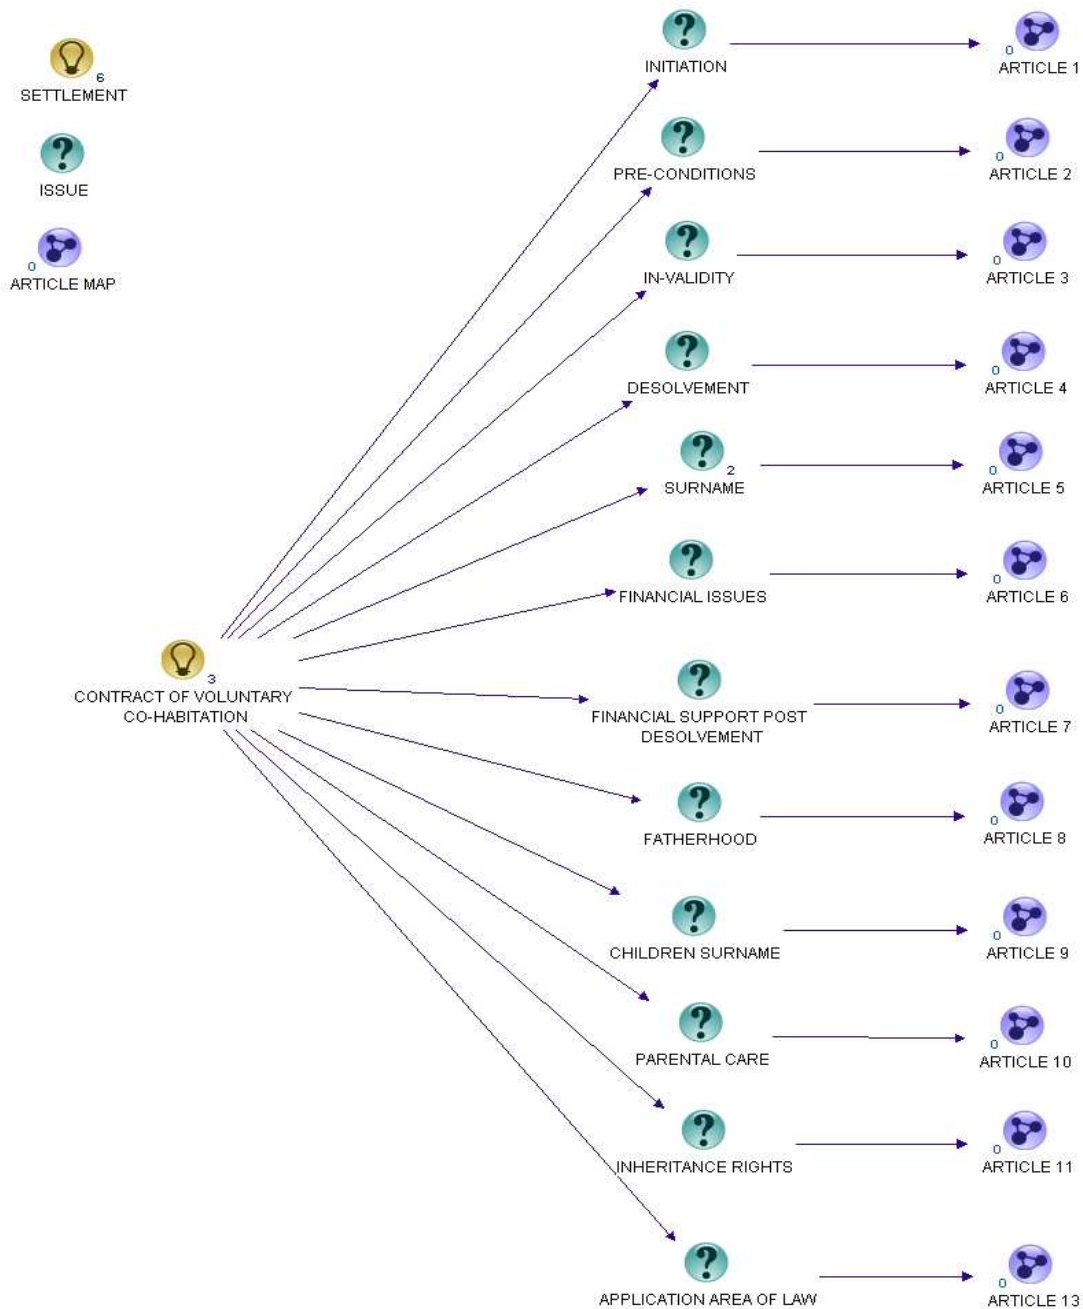 6
SETTLEMENT
ISSUE
0
ARTICLE MAP
INITIATION
0
ARTICLE 1
PRE-CONDITIONS
0
ARTICLE 2
IN-VALIDITY
0
ARTICLE 3
DESOLVEMENT
0
ARTICLE 4
2
SURNAME
0
ARTICLE 5
FINANCIAL ISSUES
0
ARTICLE 6
3
CONTRACT OF VOLUNTARY
CO-HABITATION
FINANCIAL SUPPORT POST
DESOLVEMENT
0
ARTICLE 7
FATHERHOOD
0
ARTICLE 8
CHILDREN SURNAME
0
ARTICLE 9
PARENTAL CARE
0
ARTICLE 10
INHERITANCE RIGHTS
0
ARTICLE 11
APPLICATION AREA OF LAW
0
ARTICLE 13